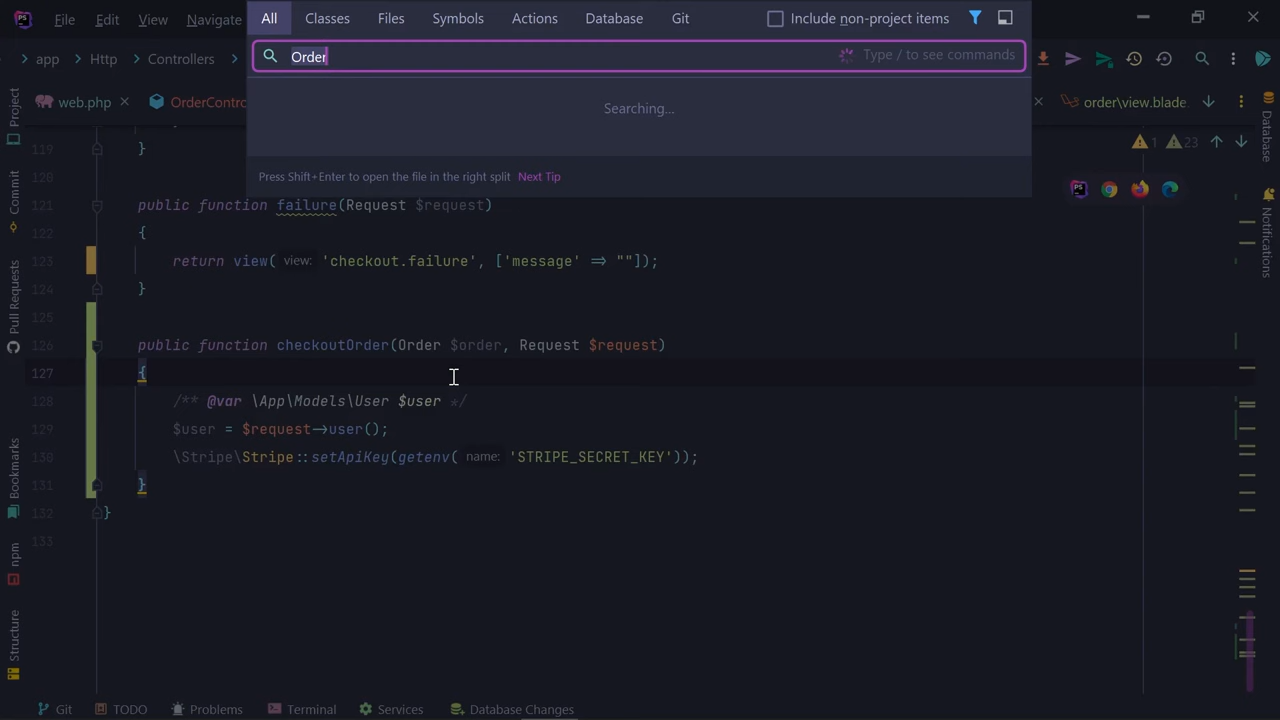 File Edit View Navigate
All Classes Files Symbols Actions Database Git Include non-project items
Order Type / to see commands
Searching...
Press Shift+Enter to open the file in the right split Next Tip
app Http Controllers
web.php OrderContro order\view.blade
1 23
Project
Commit
Pull Requests
Bookmarks
npm
Structure
Database
Notifications
119 }
120
121 public function failure(Request $request)
122 {
123 return view( view: 'checkout.failure', ['message' => ""]);
124 }
125
126 public function checkoutOrder(Order $order, Request $request)
127 {
128 /** @var \App\Models\User $user */
129 $user = $request->user();
130 \Stripe\Stripe::setApiKey(getenv( name: 'STRIPE_SECRET_KEY'));
131 }
132 }
133
Git TODO Problems Terminal Services Database Changes